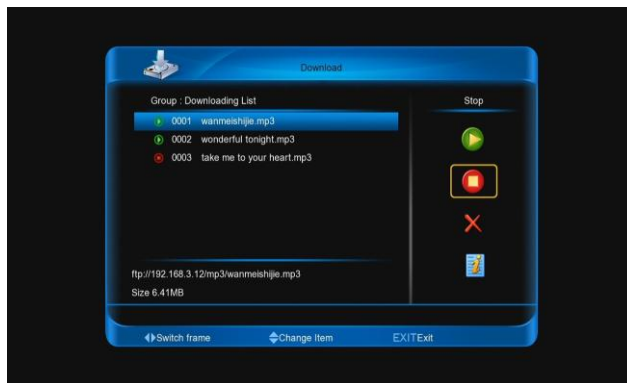 Download
Group : Downloading List
Stop
0001 wanmeishijie.mp3
0002 wonderful tonight.mp3
0003 take me to your heart.mp3
ftp://192.168.3.12/mp3/wanmeishijie.mp3
Size 6.41MB
Switch frame
Change Item
EXITExit